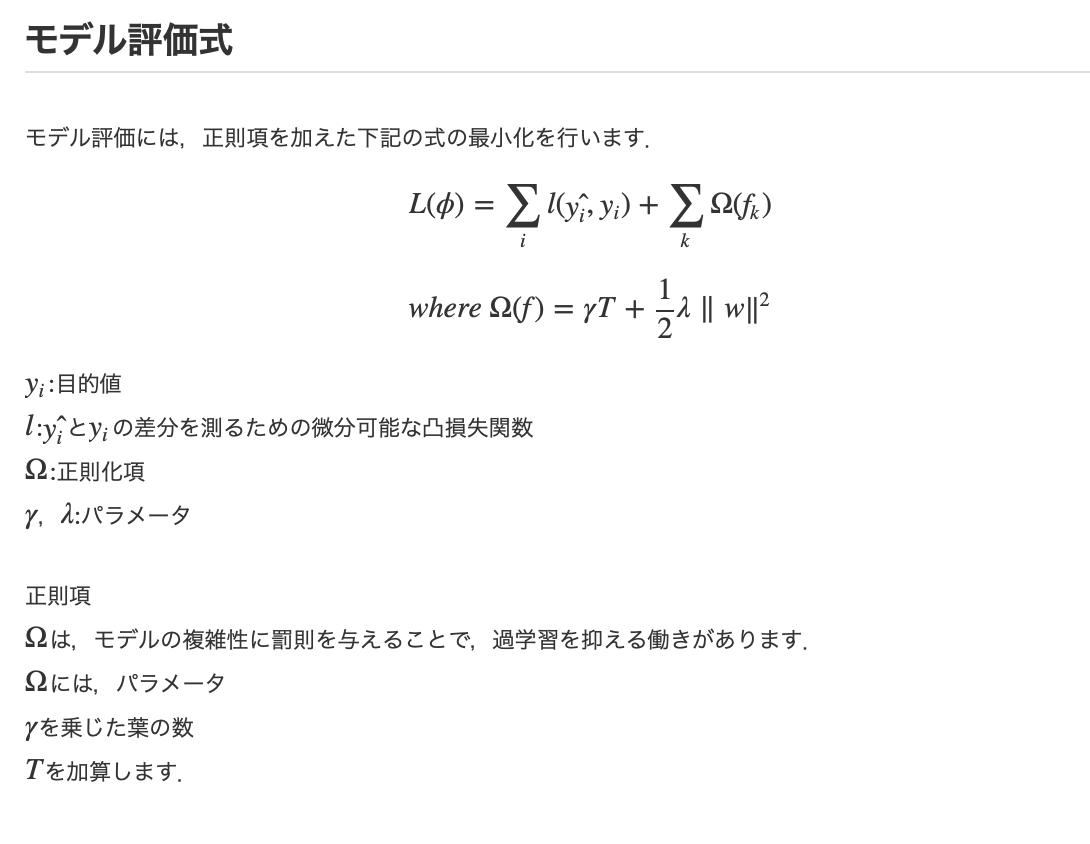 モデル評価式
モデル評価には，正則項を加えた下記の式の最小化を行います．
L(ϕ) = ∑_i l(ŷ_i, y_i) + ∑_k Ω(f_k)
where Ω(f) = γT + 1/2 λ ‖ w‖²
y_i:目的値
l:ŷ_iとy_iの差分を測るための微分可能な凸損失関数
Ω:正則化項
γ，λ:パラメータ
正則項
Ωは，モデルの複雑性に罰則を与えることで，過学習を抑える働きがあります．
Ωには，パラメータ
γを乗じた葉の数
Tを加算します．